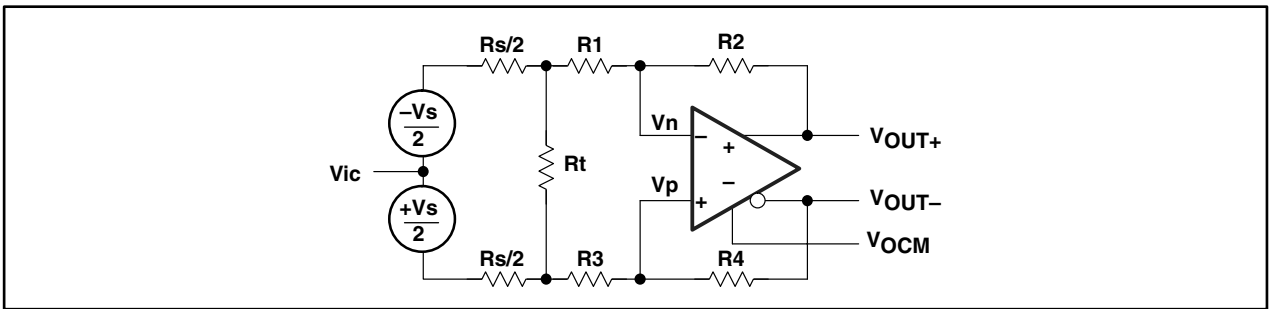 Rs/2
R1
R2
–Vs
2
Vn
–
+
VOUT+
Vic
Rt
Vp
–
+
VOUT–
+Vs
2
VOCM
Rs/2
R3
R4